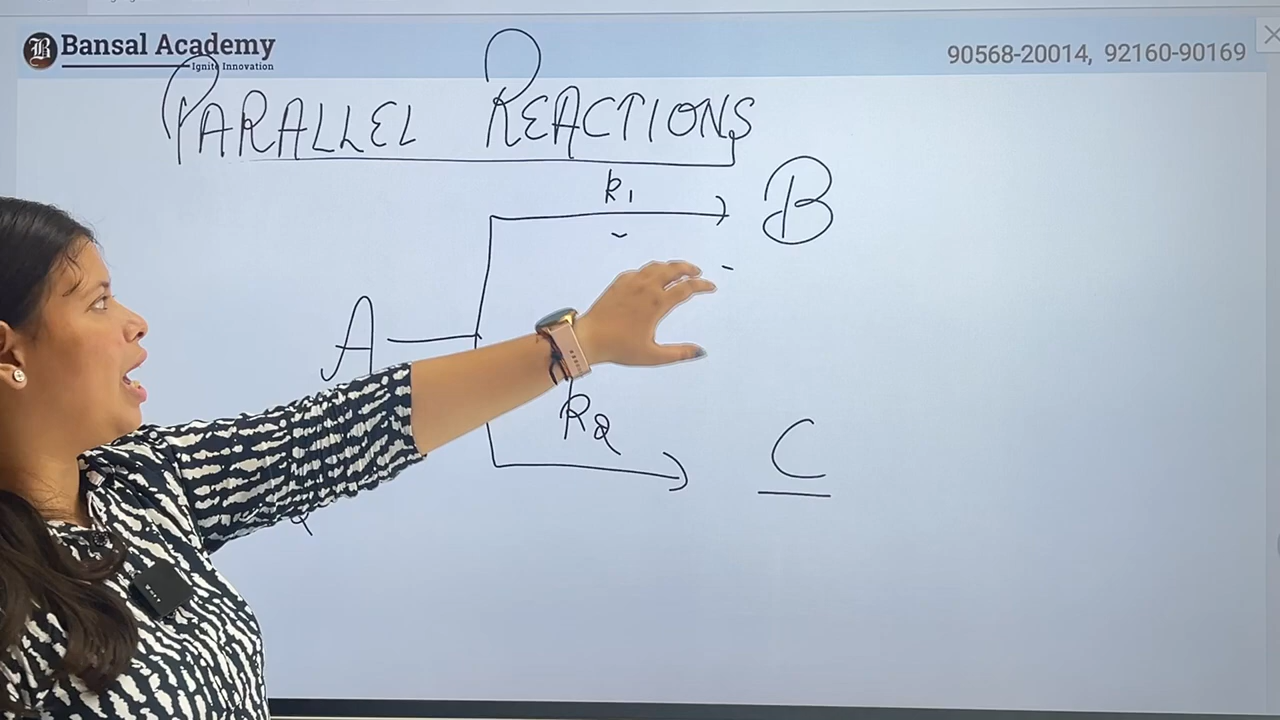 Bansal Academy
Ignite Innovation
90568-20014, 92160-90169
PARALLEL REACTIONS
k1
B
A
k2
C